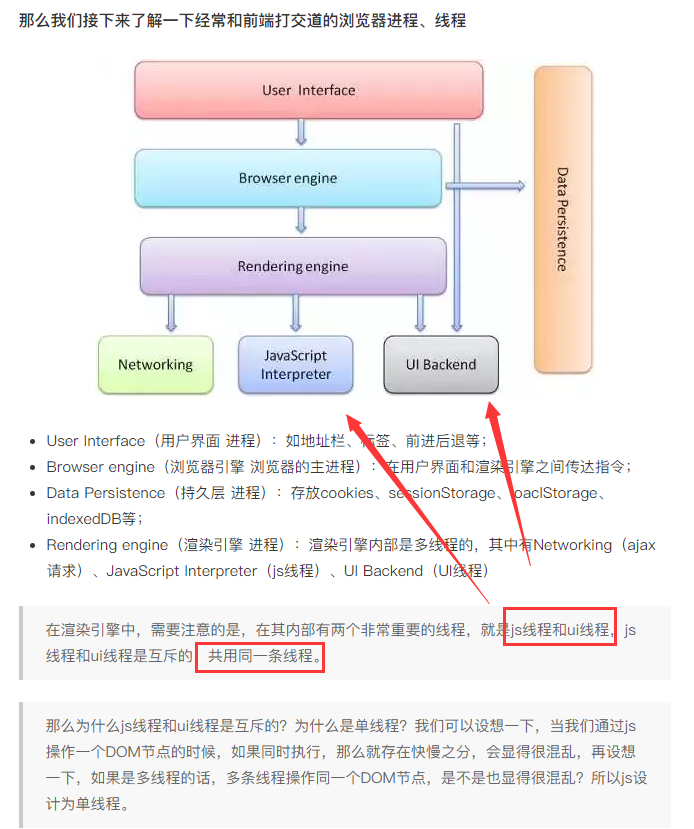 那么我们接下来了解一下经常和前端打交道的浏览器进程、线程
User Interface
Browser engine
Data Persistence
Rendering engine
Networking
JavaScript
Interpreter
UI Backend
User Interface（用户界面 进程）：如地址栏、标签、前进后退等；
Browser engine（浏览器引擎 浏览器的主进程）：在用户界面和渲染引擎之间传达指令；
Data Persistence（持久层 进程）：存放cookies、sessionStorage、loaclStorage、
indexedDB等；
Rendering engine（渲染引擎 进程）：渲染引擎内部是多线程的，其中有Networking（ajax
请求）、JavaScript Interpreter（js线程）、UI Backend（UI线程）
在渲染引擎中，需要注意的是，在其内部有两个非常重要的线程，就是js线程和ui线程，js
线程和ui线程是互斥的，共用同一条线程。
那么为什么js线程和ui线程是互斥的？为什么是单线程？我们可以设想一下，当我们通过js
操作一个DOM节点的时候，如果同时执行，那么就存在快慢之分，会显得很混乱，再设想
一下，如果是多线程的话，多条线程操作同一个DOM节点，是不是也显得很混乱？所以js设
计为单线程。